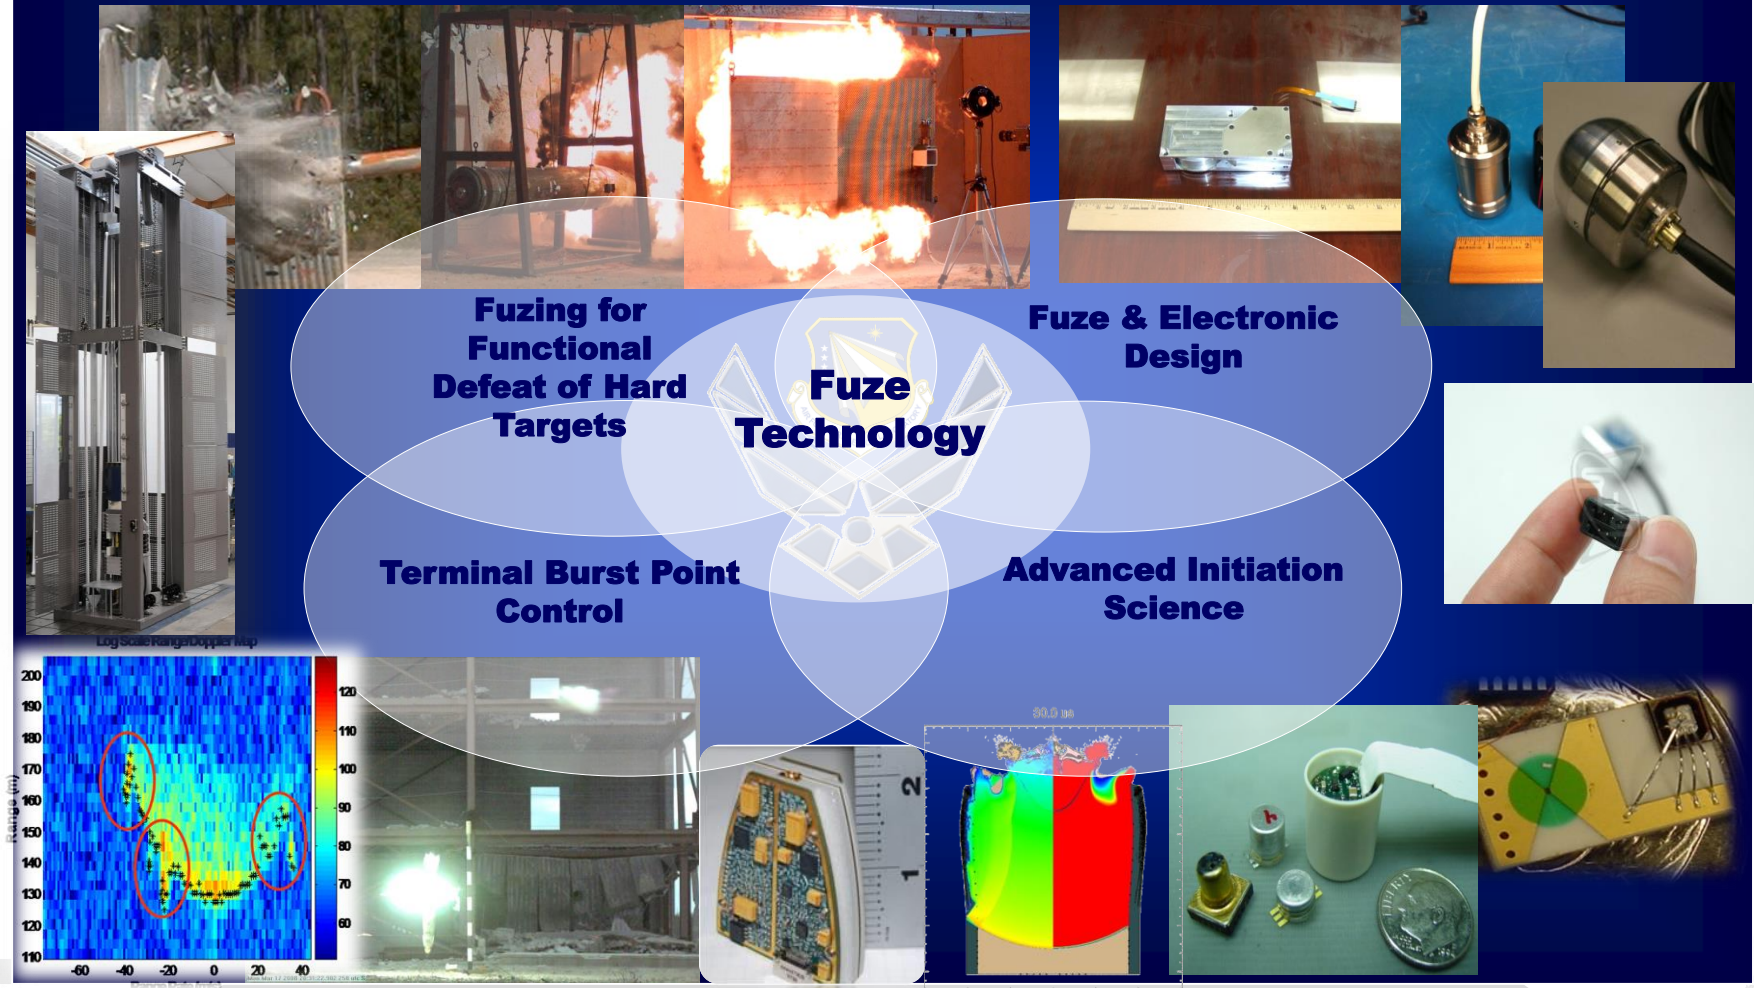 Fuzing for
Functional
Defeat of Hard
Targets
Fuze & Electronic
Design
Fuze
Technology
Terminal Burst Point
Control
Advanced Initiation
Science
Log Scale Range/Doppler Map
200
190
180
170
160
150
140
130
120
110
Range (m)
-60
-40
-20
0
20
40
120
110
100
90
80
70
60
2
1
LIBERTY